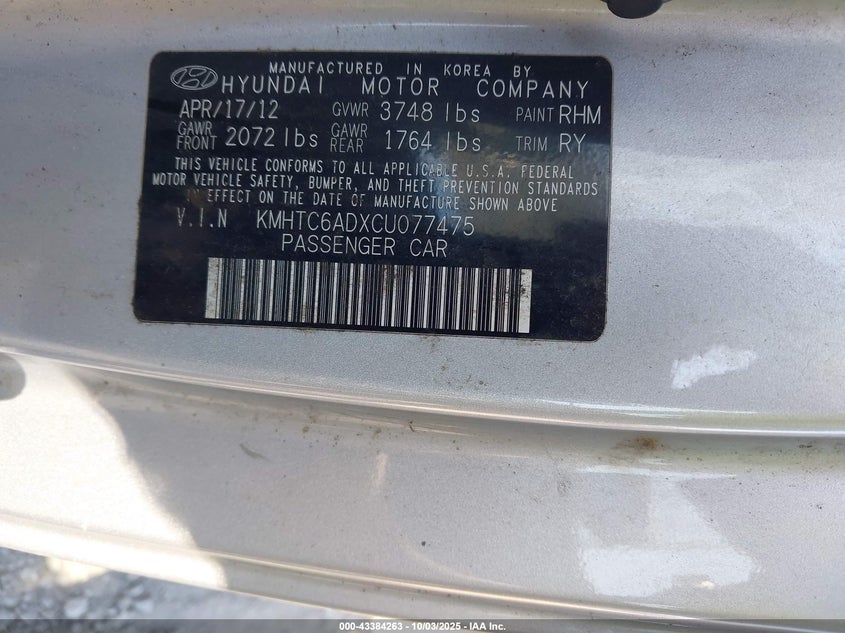 MANUFACTURED IN KOREA BY
HYUNDAI MOTOR COMPANY
APR/17/12 GVWR 3748 lbs PAINT RHM
GAWR FRONT 2072 lbs GAWR REAR 1764 lbs TRIM RY
THIS VEHICLE CONFORMS TO ALL APPLICABLE U.S.A. FEDERAL
MOTOR VEHICLE SAFETY, BUMPER, AND THEFT PREVENTION STANDARDS
IN EFFECT ON THE DATE OF MANUFACTURE SHOWN ABOVE.
V.I.N KMHTC6ADXCU077475
PASSENGER CAR
000-43384263 - 10/03/2025 - IAA Inc.